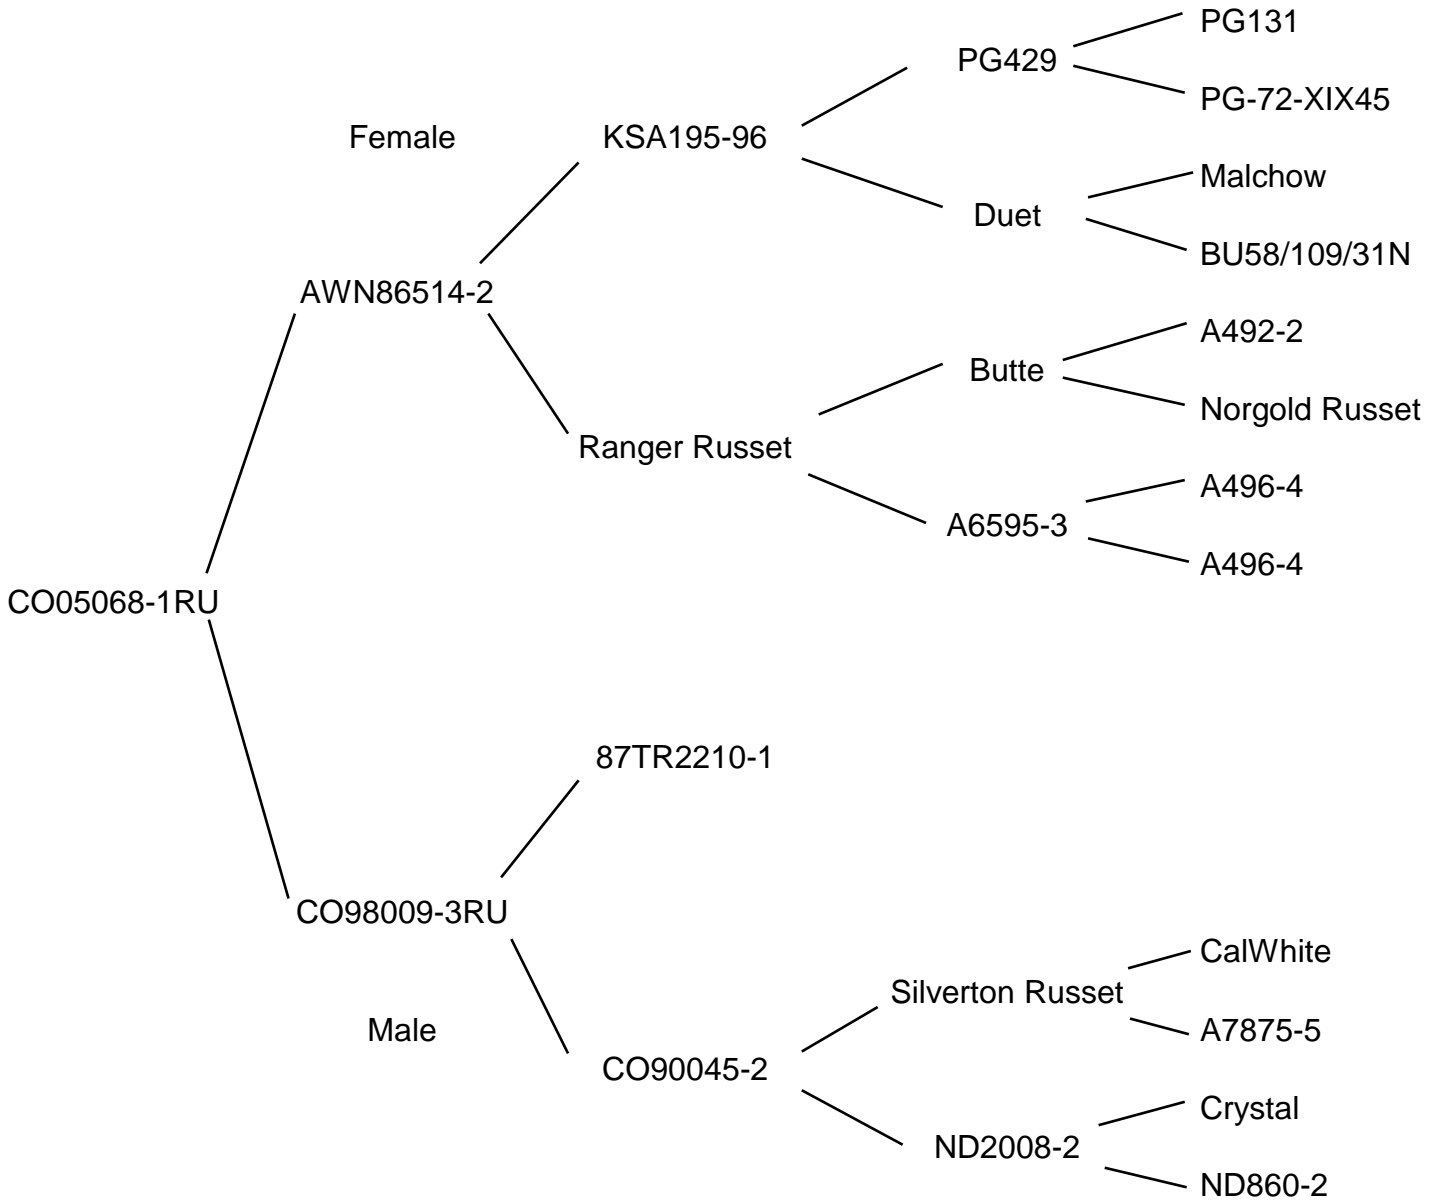 PG131
PG429
PG-72-XIX45
Female
KSA195-96
Malchow
Duet
BU58/109/31N
AWN86514-2
A492-2
Butte
Norgold Russet
Ranger Russet
A496-4
A6595-3
A496-4
CO05068-1RU
87TR2210-1
CO98009-3RU
CalWhite
Silverton Russet
Male
A7875-5
CO90045-2
Crystal
ND2008-2
ND860-2